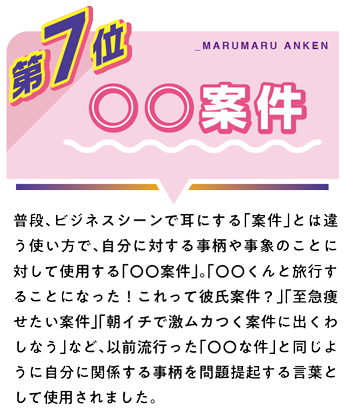 第7位
_MARUMARU ANKEN
〇〇案件
普段、ビジネスシーンで耳にする「案件」とは違
う使い方で、自分に対する事柄や事象のことに
対して使用する「〇〇案件」。「〇〇くんと旅行す
ることになった！これって彼氏案件？」「至急痩
せたい案件」「朝イチで激ムカつく案件に出くわ
しなう」など、以前流行った「〇〇な件」と同じよ
うに自分に関係する事柄を問題提起する言葉と
して使用されました。